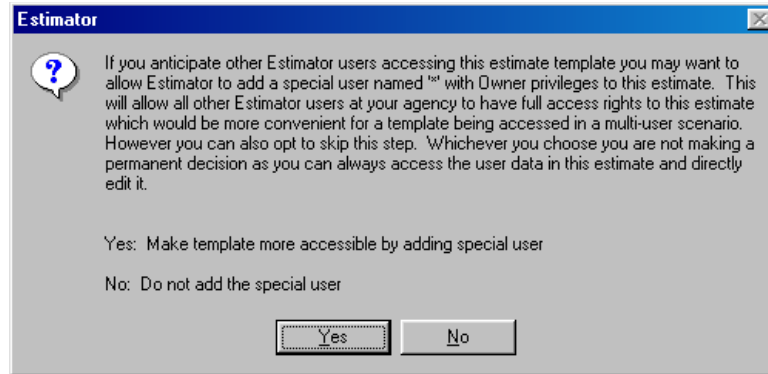 Estimator
If you anticipate other Estimator users accessing this estimate template you may want to
allow Estimator to add a special user named '*' with Owner privileges to this estimate.  This
will allow all other Estimator users at your agency to have full access rights to this estimate
which would be more convenient for a template being accessed in a multi-user scenario.
However you can also opt to skip this step.  Whichever you choose you are not making a
permanent decision as you can always access the user data in this estimate and directly
edit it.
Yes:  Make template more accessible by adding special user
No:  Do not add the special user
Yes
No